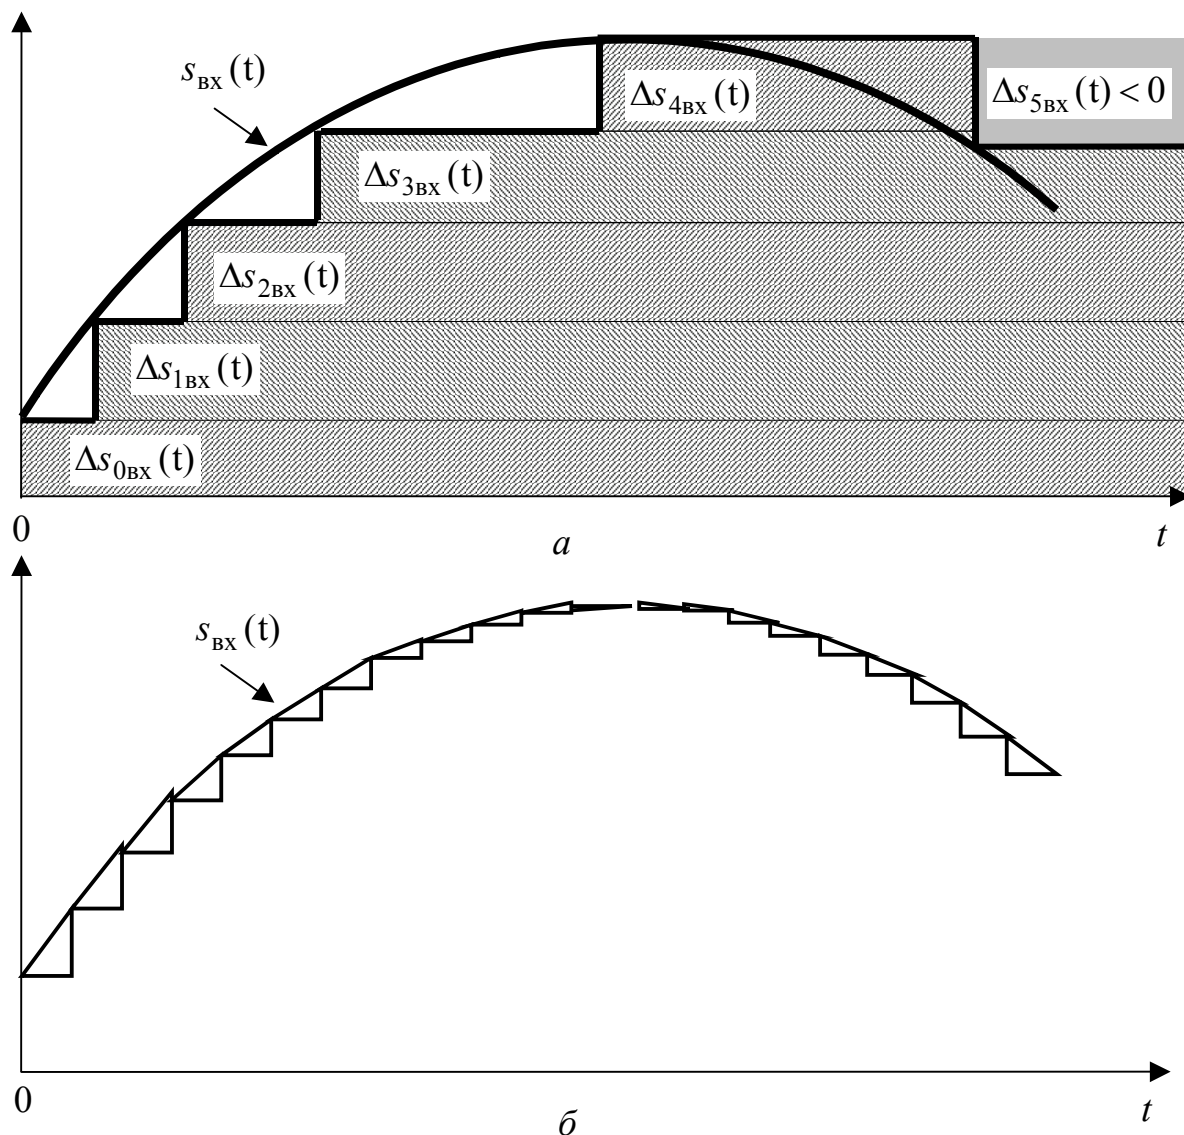 s_вх(t)
Δs_4вх(t)
Δs_5вх(t) < 0
Δs_3вх(t)
Δs_2вх(t)
Δs_1вх(t)
Δs_0вх(t)
0
а
t
s_вх(t)
0
б
t